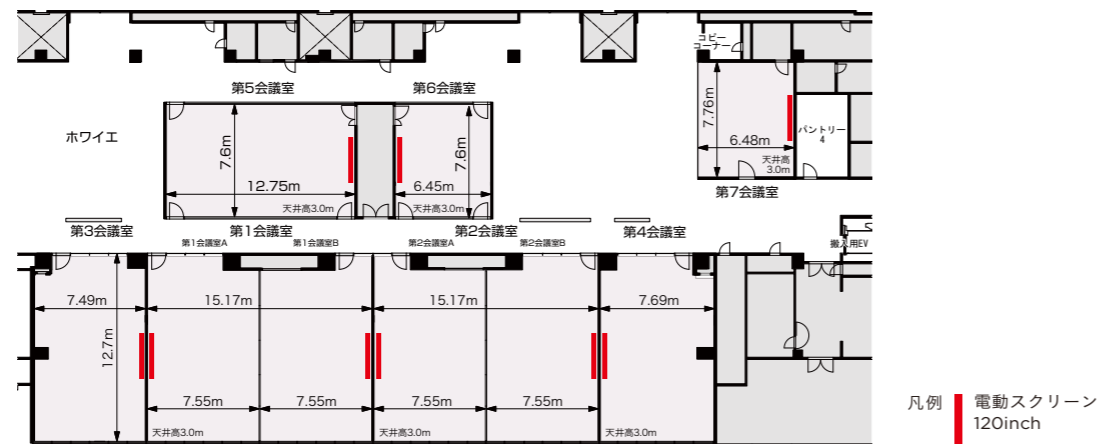 コピー
コーナー
第5会議室
第6会議室
ホワイエ
7.6m
12.75m
天井高3.0m
7.6m
6.45m
天井高3.0m
7.76m
6.48m
天井高
3.0m
パントリー
4
第7会議室
第3会議室
第1会議室
第2会議室
第4会議室
第1会議室A
第1会議室B
第2会議室A
第2会議室B
搬入用EV
7.49m
15.17m
15.17m
7.69m
12.7m
7.55m
7.55m
7.55m
7.55m
天井高3.0m
天井高3.0m
天井高3.0m
凡例
電動スクリーン
120inch